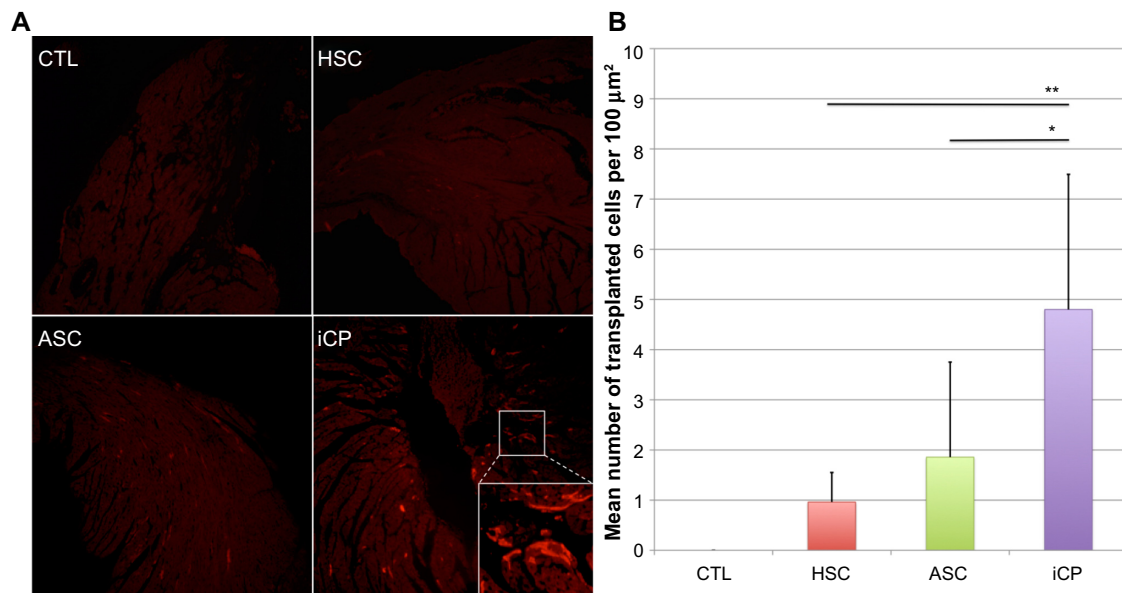 A
CTL
HSC
ASC
iCP
B
Mean number of transplanted cells per 100 μm²
10
9
8
7
6
5
4
3
2
1
0
**
*
CTL
HSC
ASC
iCP